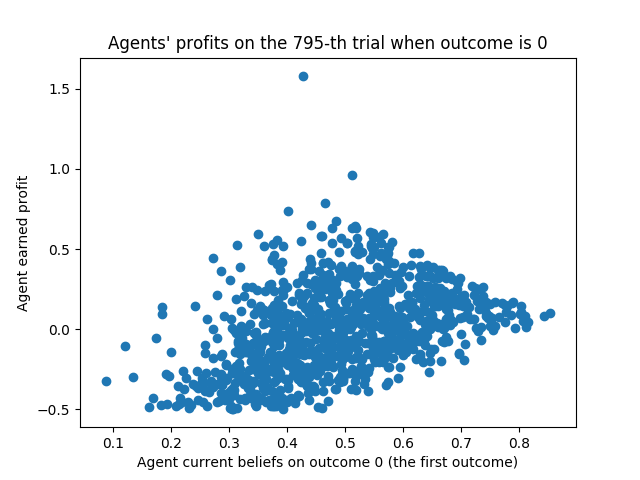 Agents' profits on the 795-th trial when outcome is 0
Agent earned profit
1.5
1.0
0.5
0.0
−0.5
0.1 0.2 0.3 0.4 0.5 0.6 0.7 0.8
Agent current beliefs on outcome 0 (the first outcome)